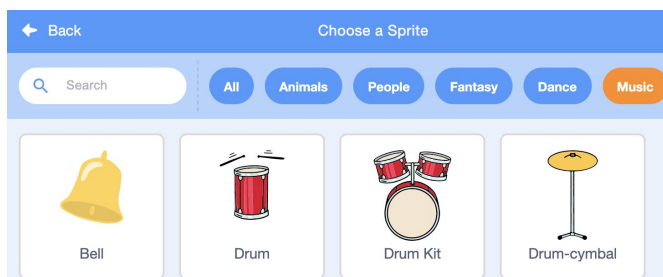 Back
Choose a Sprite
Search
All
Animals
People
Fantasy
Dance
Music
Bell
Drum
Drum Kit
Drum-cymbal